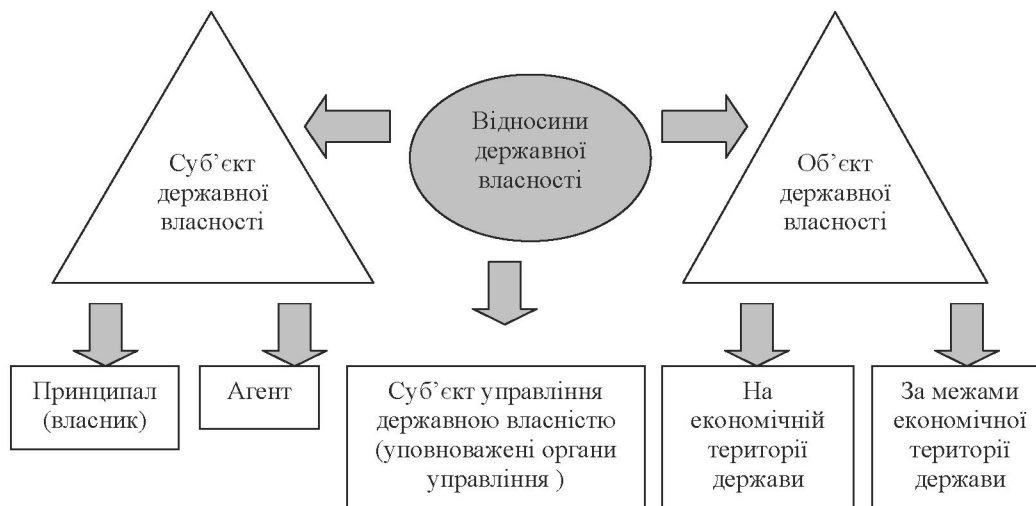 Відносини
державної
власності
Суб’єкт
державної
власності
Об’єкт
державної
власності
Принципал
(власник)
Агент
Суб’єкт управління
державною власністю
(уповноважені органи
управління )
На
економічній
території
держави
За межами
економічної
території
держави